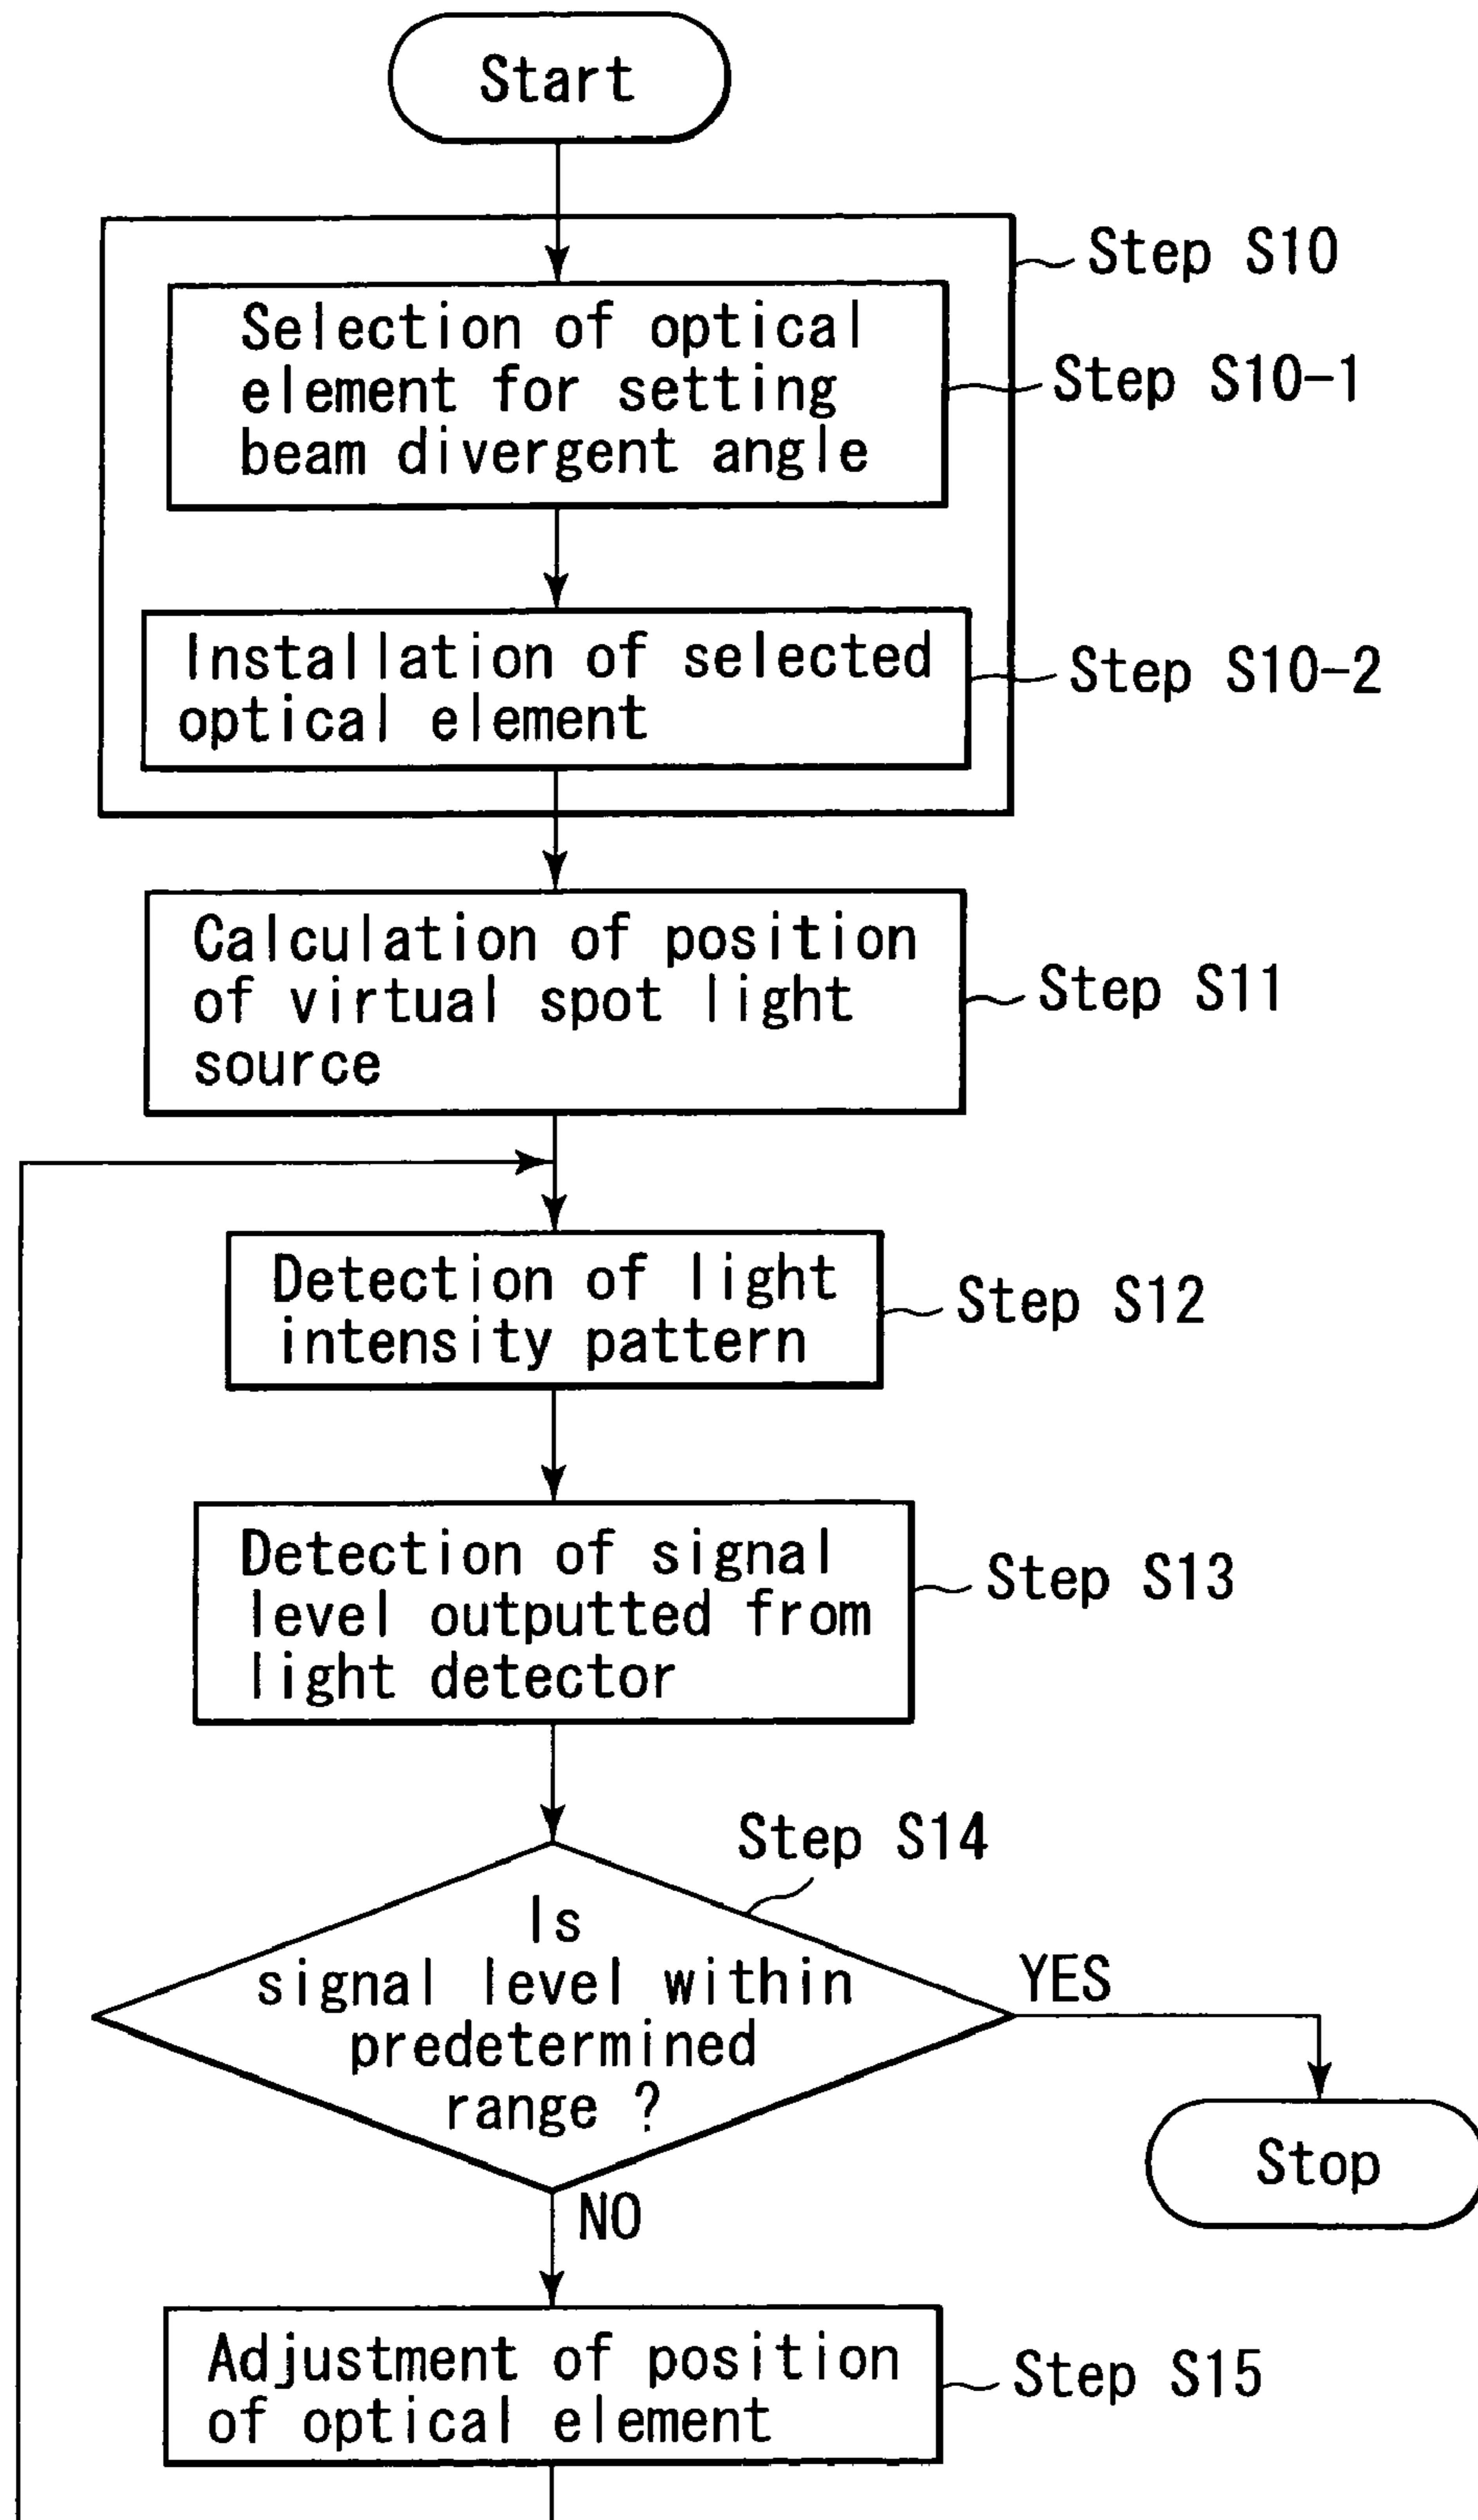 Start
Step S10
Selection of optical
element for setting
beam divergent angle
Step S10-1
Installation of selected
optical element
Step S10-2
Calculation of position
of virtual spot light
source
Step S11
Detection of light
intensity pattern
Step S12
Detection of signal
level outputted from
light detector
Step S13
Step S14
Is
signal level within
predetermined
range ?
YES
Stop
NO
Adjustment of position
of optical element
Step S15